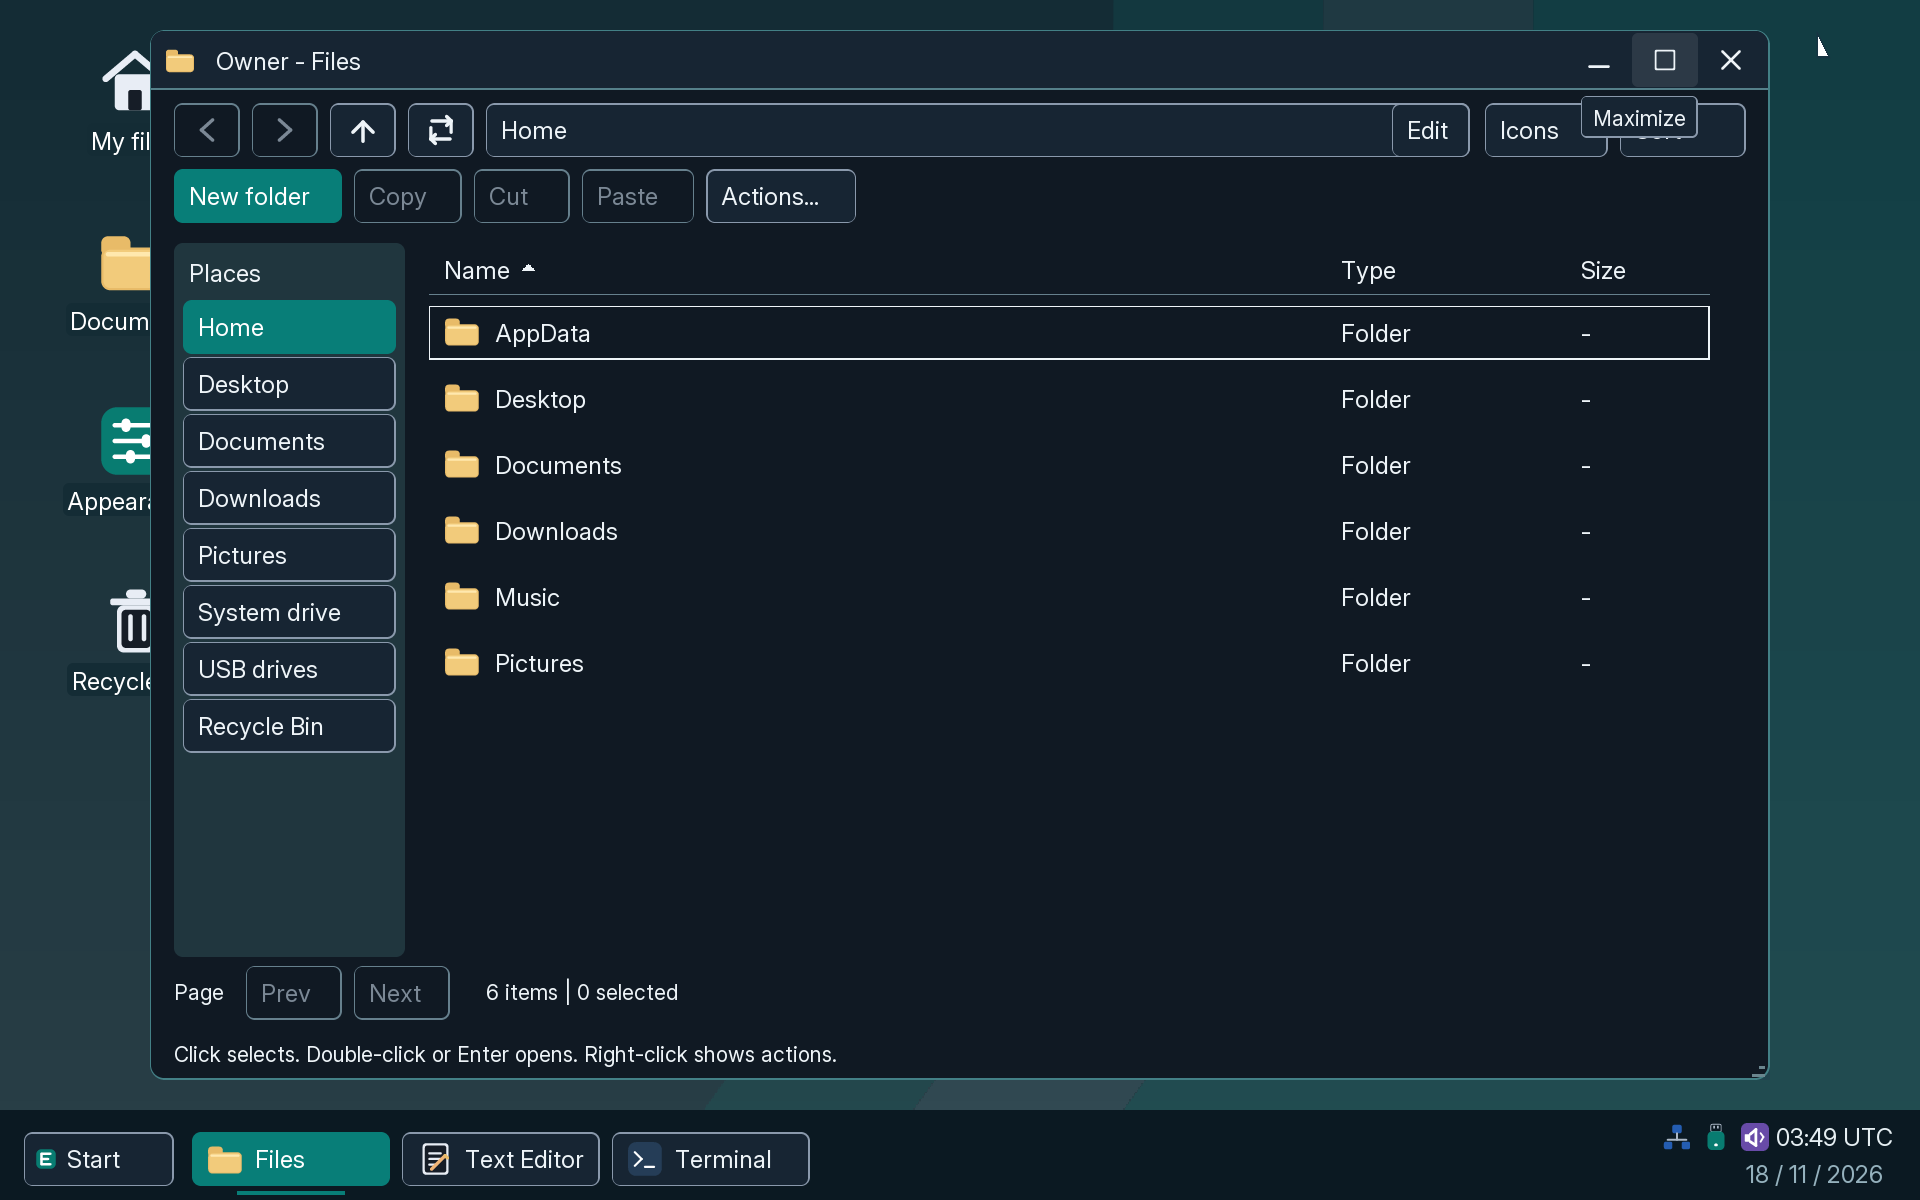 Owner - Files
My fil
Docum
Appeara
Recycle
Home
Edit
Icons
Maximize
New folder
Copy
Cut
Paste
Actions...
Places
Home
Desktop
Documents
Downloads
Pictures
System drive
USB drives
Recycle Bin
Name Type Size
AppData Folder -
Desktop Folder -
Documents Folder -
Downloads Folder -
Music Folder -
Pictures Folder -
Page Prev Next 6 items | 0 selected
Click selects. Double-click or Enter opens. Right-click shows actions.
E Start
Files
Text Editor
Terminal
03:49 UTC
18 / 11 / 2026